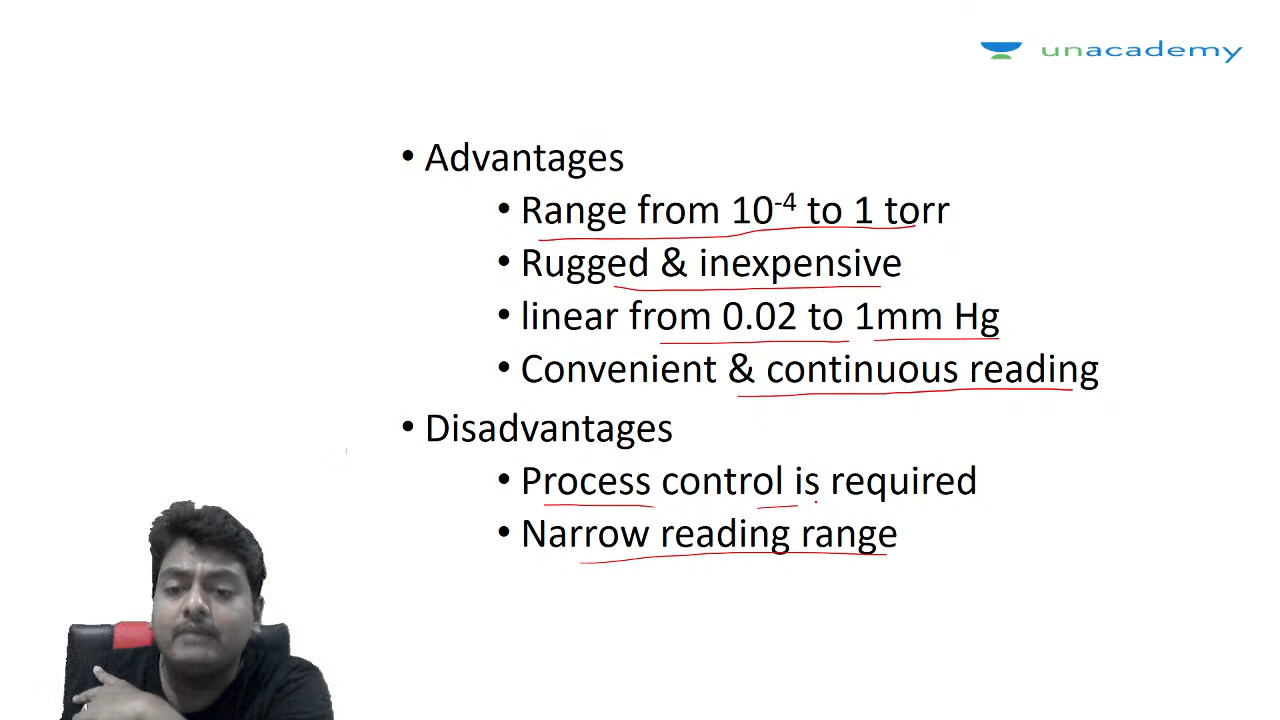 unacademy
• Advantages
• Range from 10⁻⁴ to 1 torr
• Rugged & inexpensive
• linear from 0.02 to 1mm Hg
• Convenient & continuous reading
• Disadvantages
• Process control is required
• Narrow reading range